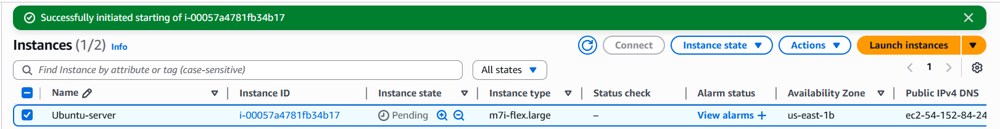 Successfully initiated starting of i-00057a4781fb34b17
Instances (1/2) Info
Connect
Instance state
Actions
Launch instances
Find Instance by attribute or tag (case-sensitive)
All states
1
Name Instance ID Instance state Instance type Status check Alarm status Availability Zone Public IPv4 DNS
Ubuntu-server i-00057a4781fb34b17 Pending m7i-flex.large – View alarms + us-east-1b ec2-54-152-84-24